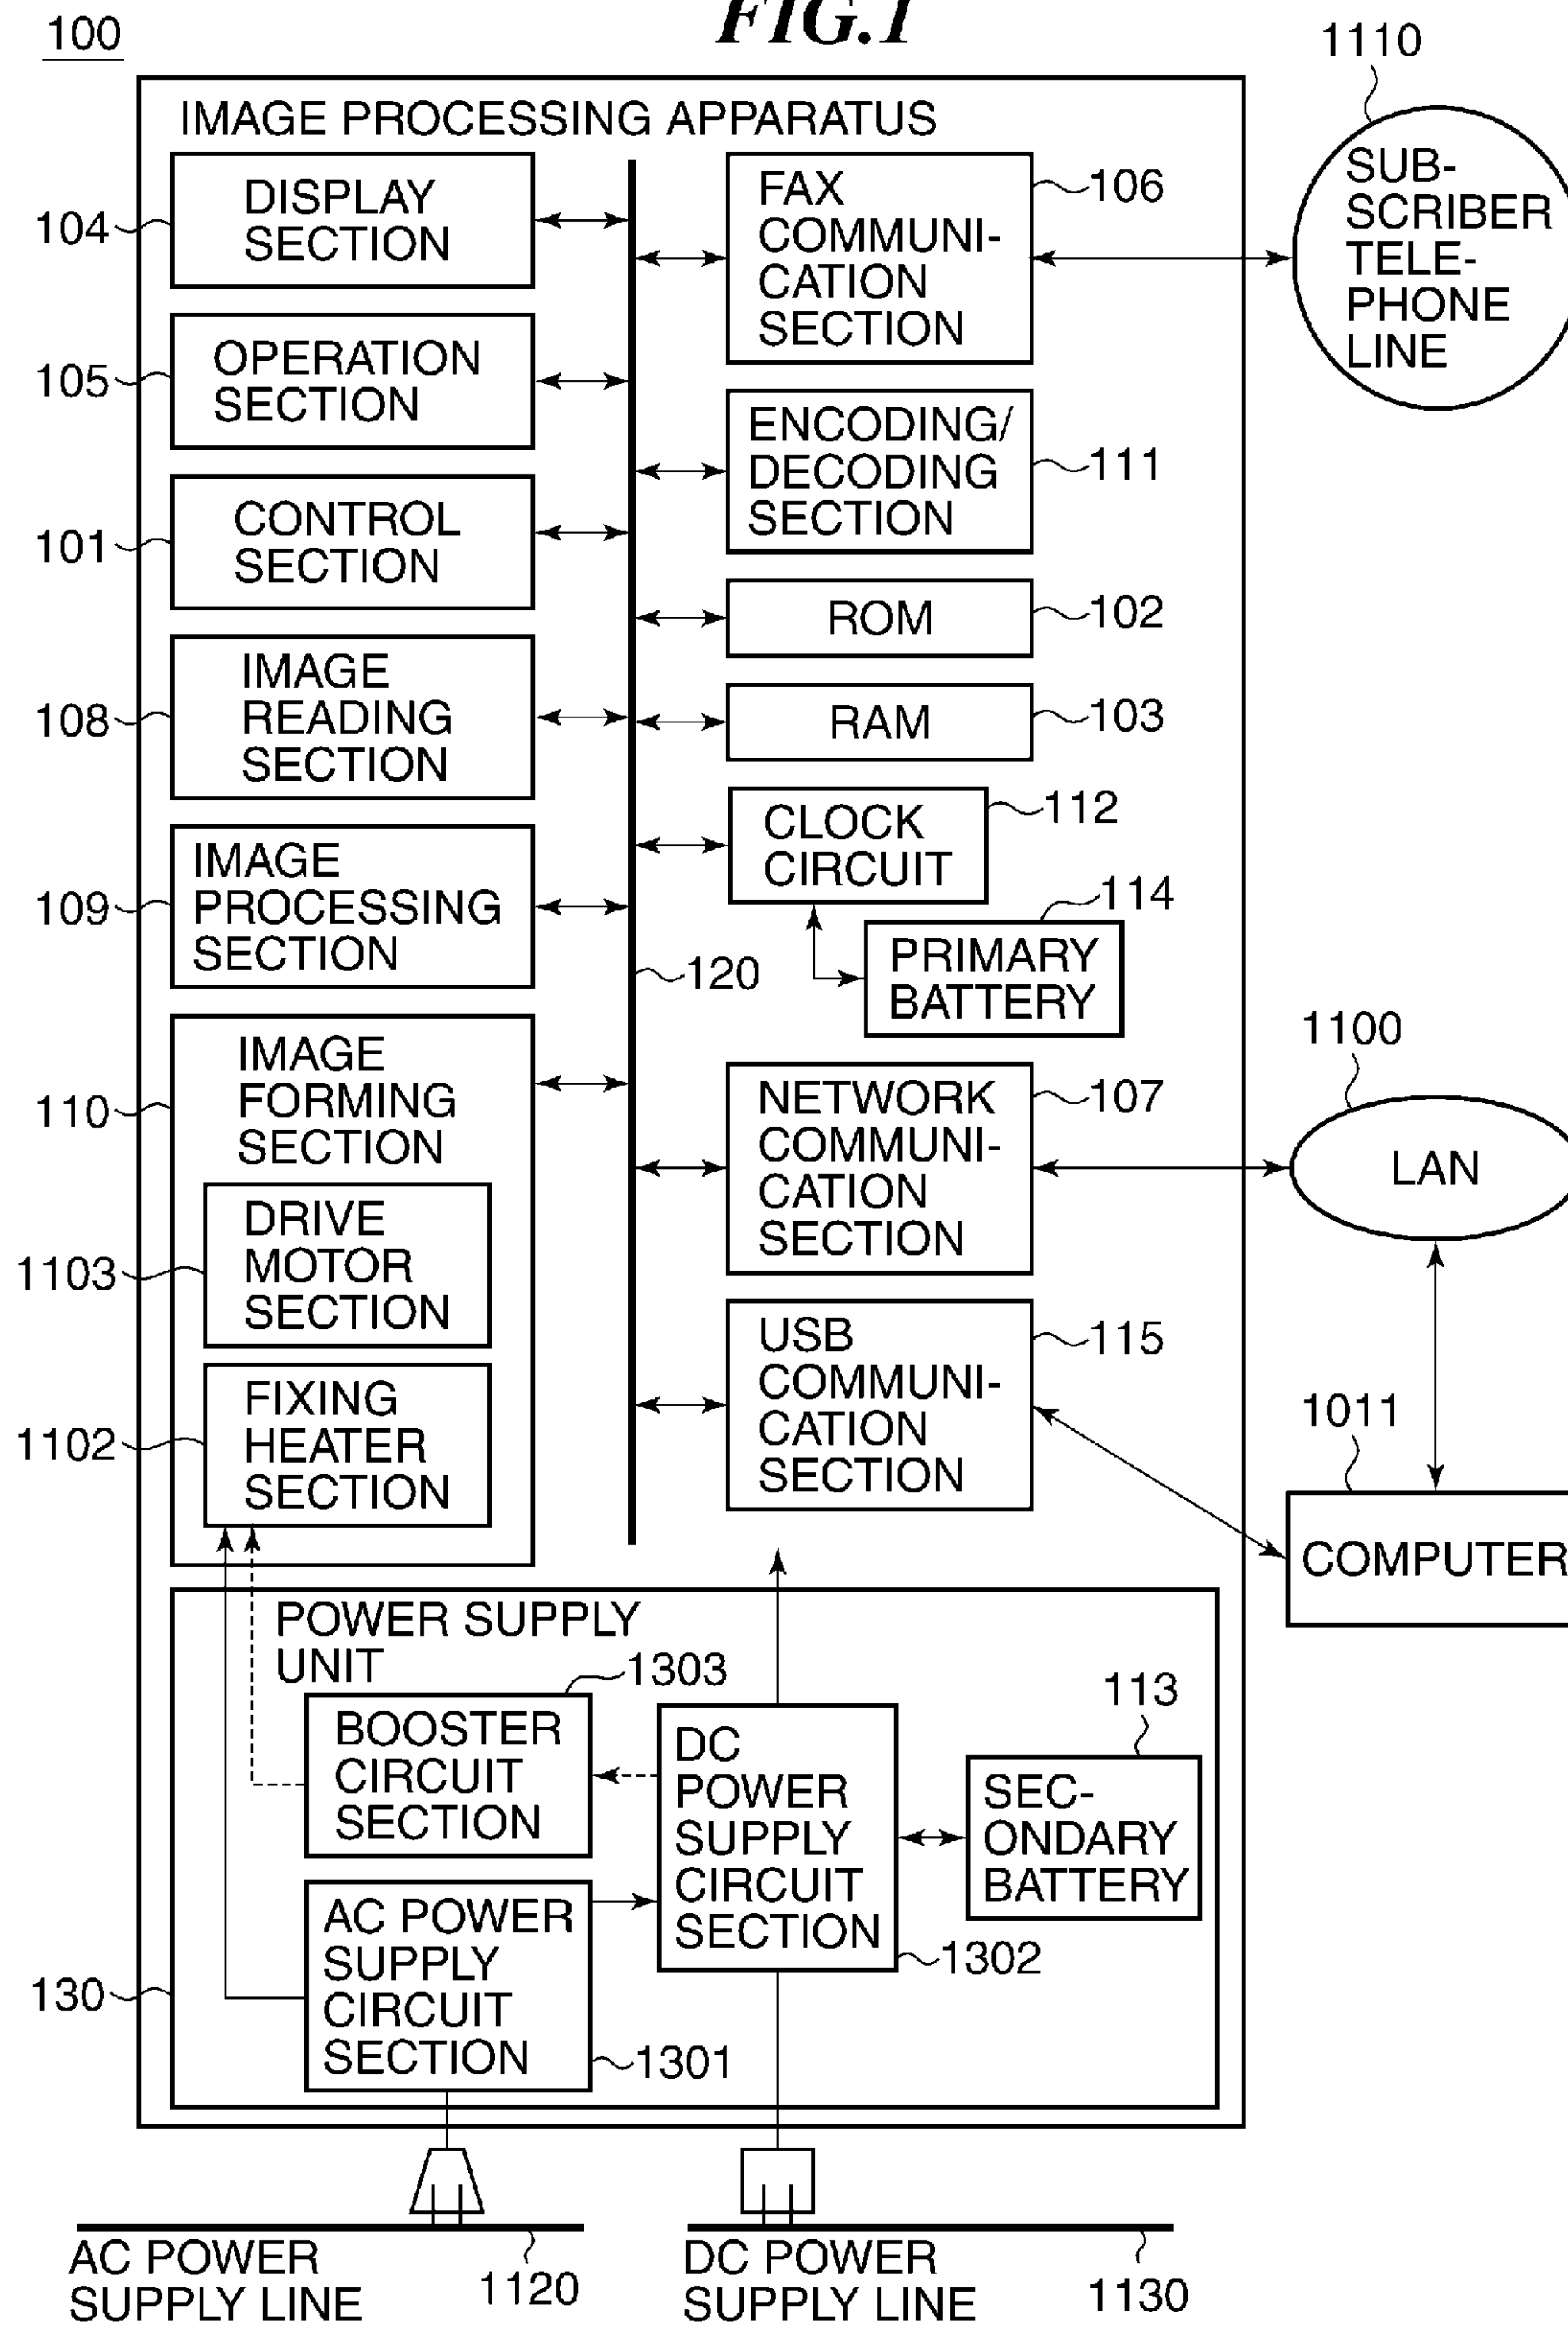 FIG.1
100
1110
IMAGE PROCESSING APPARATUS
104
DISPLAY
SECTION
105
OPERATION
SECTION
101
CONTROL
SECTION
108
IMAGE
READING
SECTION
109
IMAGE
PROCESSING
SECTION
110
IMAGE
FORMING
SECTION
1103
DRIVE
MOTOR
SECTION
1102
FIXING
HEATER
SECTION
120
FAX
COMMUNI-
CATION
SECTION
106
ENCODING/
DECODING
SECTION
111
ROM
102
RAM
103
CLOCK
CIRCUIT
112
PRIMARY
BATTERY
114
NETWORK
COMMUNI-
CATION
SECTION
107
USB
COMMUNI-
CATION
SECTION
115
SUB-
SCRIBER
TELE-
PHONE
LINE
1100
LAN
1011
COMPUTER
130
POWER SUPPLY
UNIT
1303
BOOSTER
CIRCUIT
SECTION
AC POWER
SUPPLY
CIRCUIT
SECTION
1301
DC
POWER
SUPPLY
CIRCUIT
SECTION
1302
113
SEC-
ONDARY
BATTERY
AC POWER
SUPPLY LINE
1120
DC POWER
SUPPLY LINE
1130